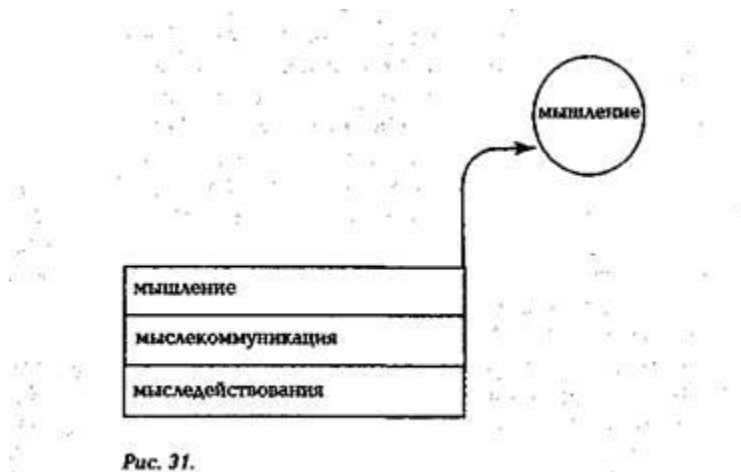 мышление
мышление
мыслекоммуникация
мыследействования
Рис. 31.